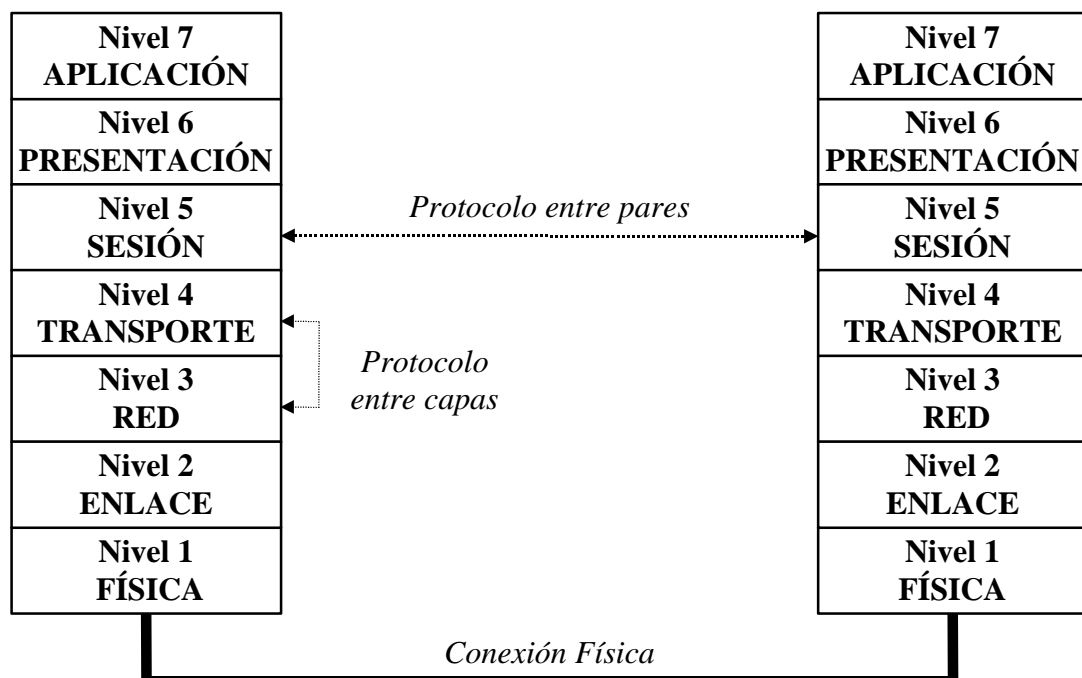 Nivel 7
APLICACIÓN
Nivel 6
PRESENTACIÓN
Nivel 5
SESIÓN
Nivel 4
TRANSPORTE
Nivel 3
RED
Nivel 2
ENLACE
Nivel 1
FÍSICA
Protocolo entre pares
Protocolo
entre capas
Conexión Física
Nivel 7
APLICACIÓN
Nivel 6
PRESENTACIÓN
Nivel 5
SESIÓN
Nivel 4
TRANSPORTE
Nivel 3
RED
Nivel 2
ENLACE
Nivel 1
FÍSICA